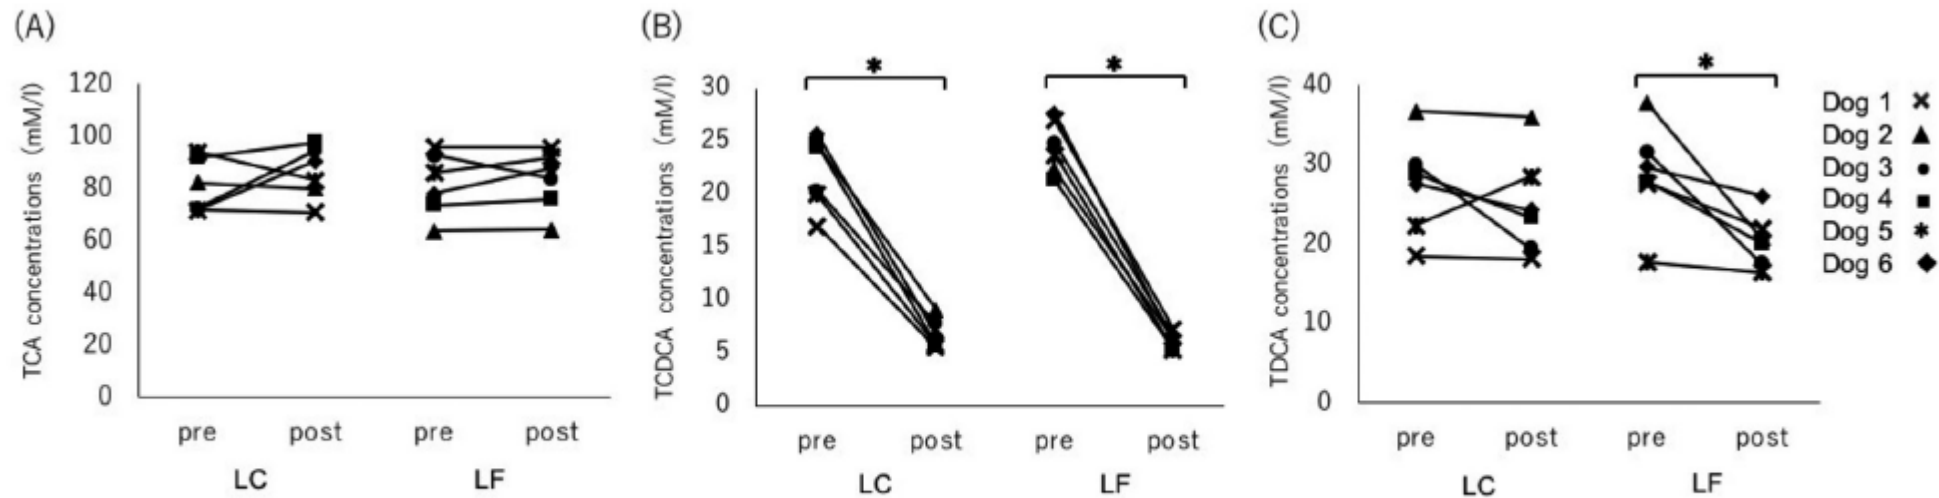 (A)
TCA concentrations (mM/l)
120
100
80
60
40
20
0
pre post pre post
LC LF
(B)
TCDCA concentrations (mM/l)
30
25
20
15
10
5
0
* *
pre post pre post
LC LF
(C)
TDCA concentrations (mM/l)
40
30
20
10
0
*
pre post pre post
LC LF
Dog 1
Dog 2
Dog 3
Dog 4
Dog 5
Dog 6